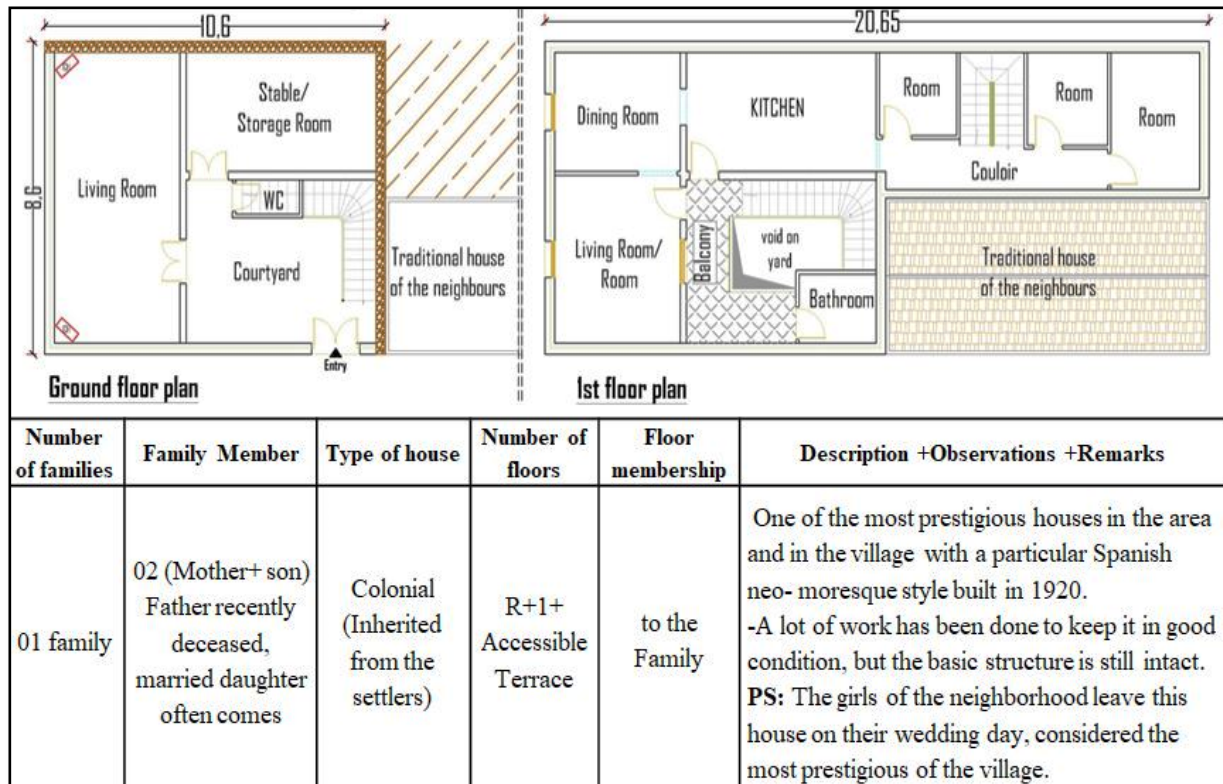 10,6
20,65
8,6
Stable/
Storage Room
Living Room
WC
Courtyard
Traditional house
of the neighbours
Entry
Ground floor plan
Dining Room
KITCHEN
Room
Room
Room
Couloir
Living Room/
Room
Balcony
void on
yard
Bathroom
Traditional house
of the neighbours
1st floor plan
Number
of families
Family Member
Type of house
Number of
floors
Floor
membership
Description +Observations +Remarks
01 family
02 (Mother+ son)
Father recently
deceased,
married daughter
often comes
Colonial
(Inherited
from the
settlers)
R+1+
Accessible
Terrace
to the
Family
One of the most prestigious houses in the area
and in the village with a particular Spanish
neo- moresque style built in 1920.
-A lot of work has been done to keep it in good
condition, but the basic structure is still intact.
PS: The girls of the neighborhood leave this
house on their wedding day, considered the
most prestigious of the village.